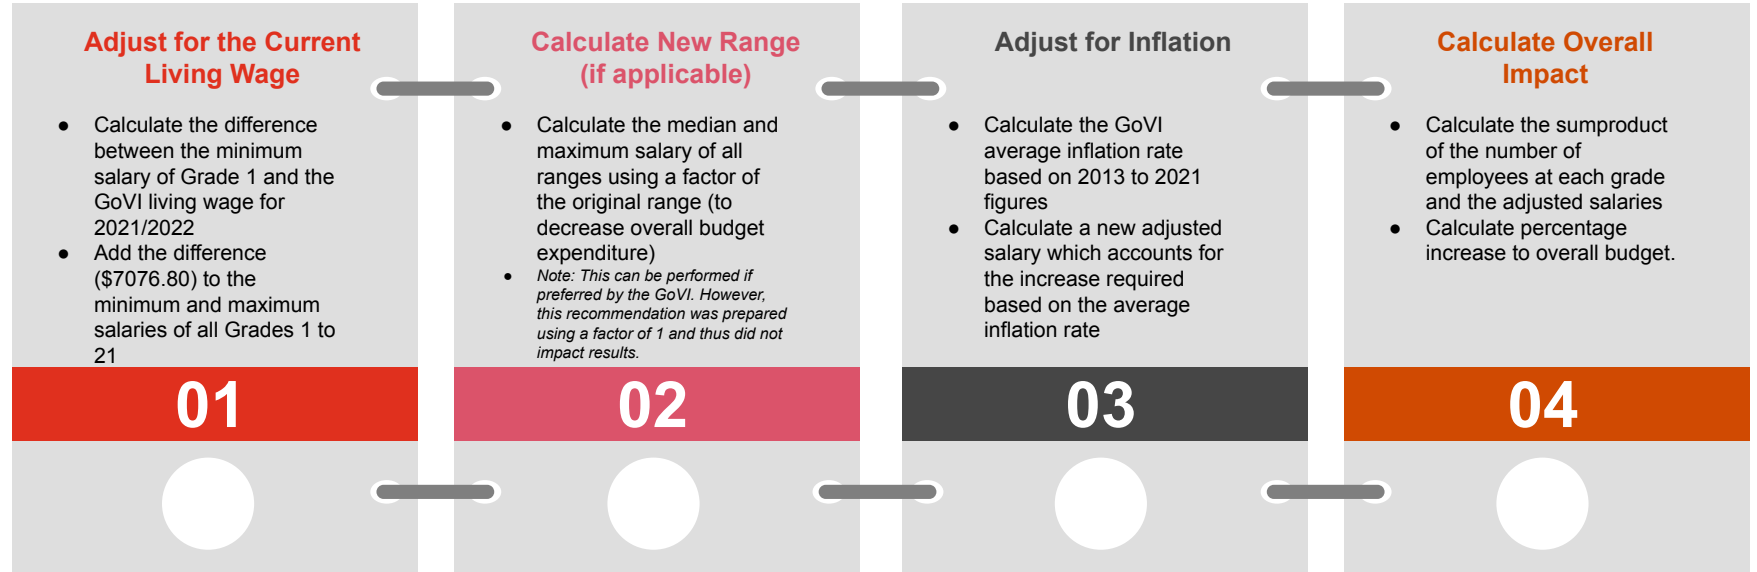 Adjust for the Current
Living Wage
● Calculate the difference
between the minimum
salary of Grade 1 and the
GoVI living wage for
2021/2022
● Add the difference
($7076.80) to the
minimum and maximum
salaries of all Grades 1 to
21
01
Calculate New Range
(if applicable)
● Calculate the median and
maximum salary of all
ranges using a factor of
the original range (to
decrease overall budget
expenditure)
● Note: This can be performed if
preferred by the GoVI. However,
this recommendation was prepared
using a factor of 1 and thus did not
impact results.
02
Adjust for Inflation
● Calculate the GoVI
average inflation rate
based on 2013 to 2021
figures
● Calculate a new adjusted
salary which accounts for
the increase required
based on the average
inflation rate
03
Calculate Overall
Impact
● Calculate the sumproduct
of the number of
employees at each grade
and the adjusted salaries
● Calculate percentage
increase to overall budget.
04